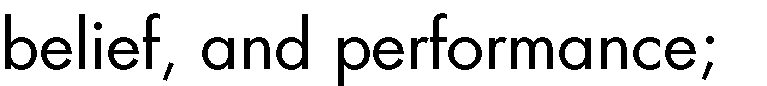 belief, and performance;